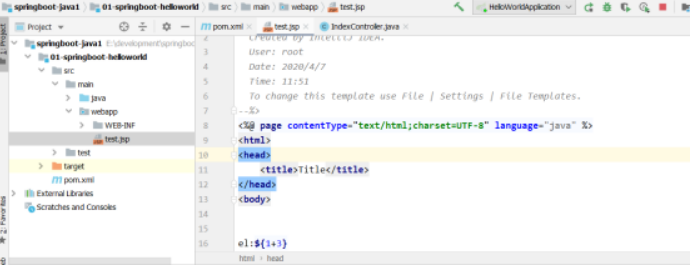 springboot-java1 01-springboot-helloworld src main webapp test.jsp HelloWorldApplication
Project pom.xml test.jsp IndexController.java
1: Project
springboot-java1 E:\development\springboo
01-springboot-helloworld
src
main
java
webapp
WEB-INF
test.jsp
test
target
pom.xml
External Libraries
Scratches and Consoles
2: Favorites
2 Created by IntelliJ IDEA.
3 User: root
4 Date: 2020/4/7
5 Time: 11:51
6 To change this template use File | Settings | File Templates.
7 --%>
8 <%@ page contentType="text/html;charset=UTF-8" language="java" %>
9 <html>
10 <head>
11 <title>Title</title>
12 </head>
13 <body>
14
15
16 el:${1+3}
html › head